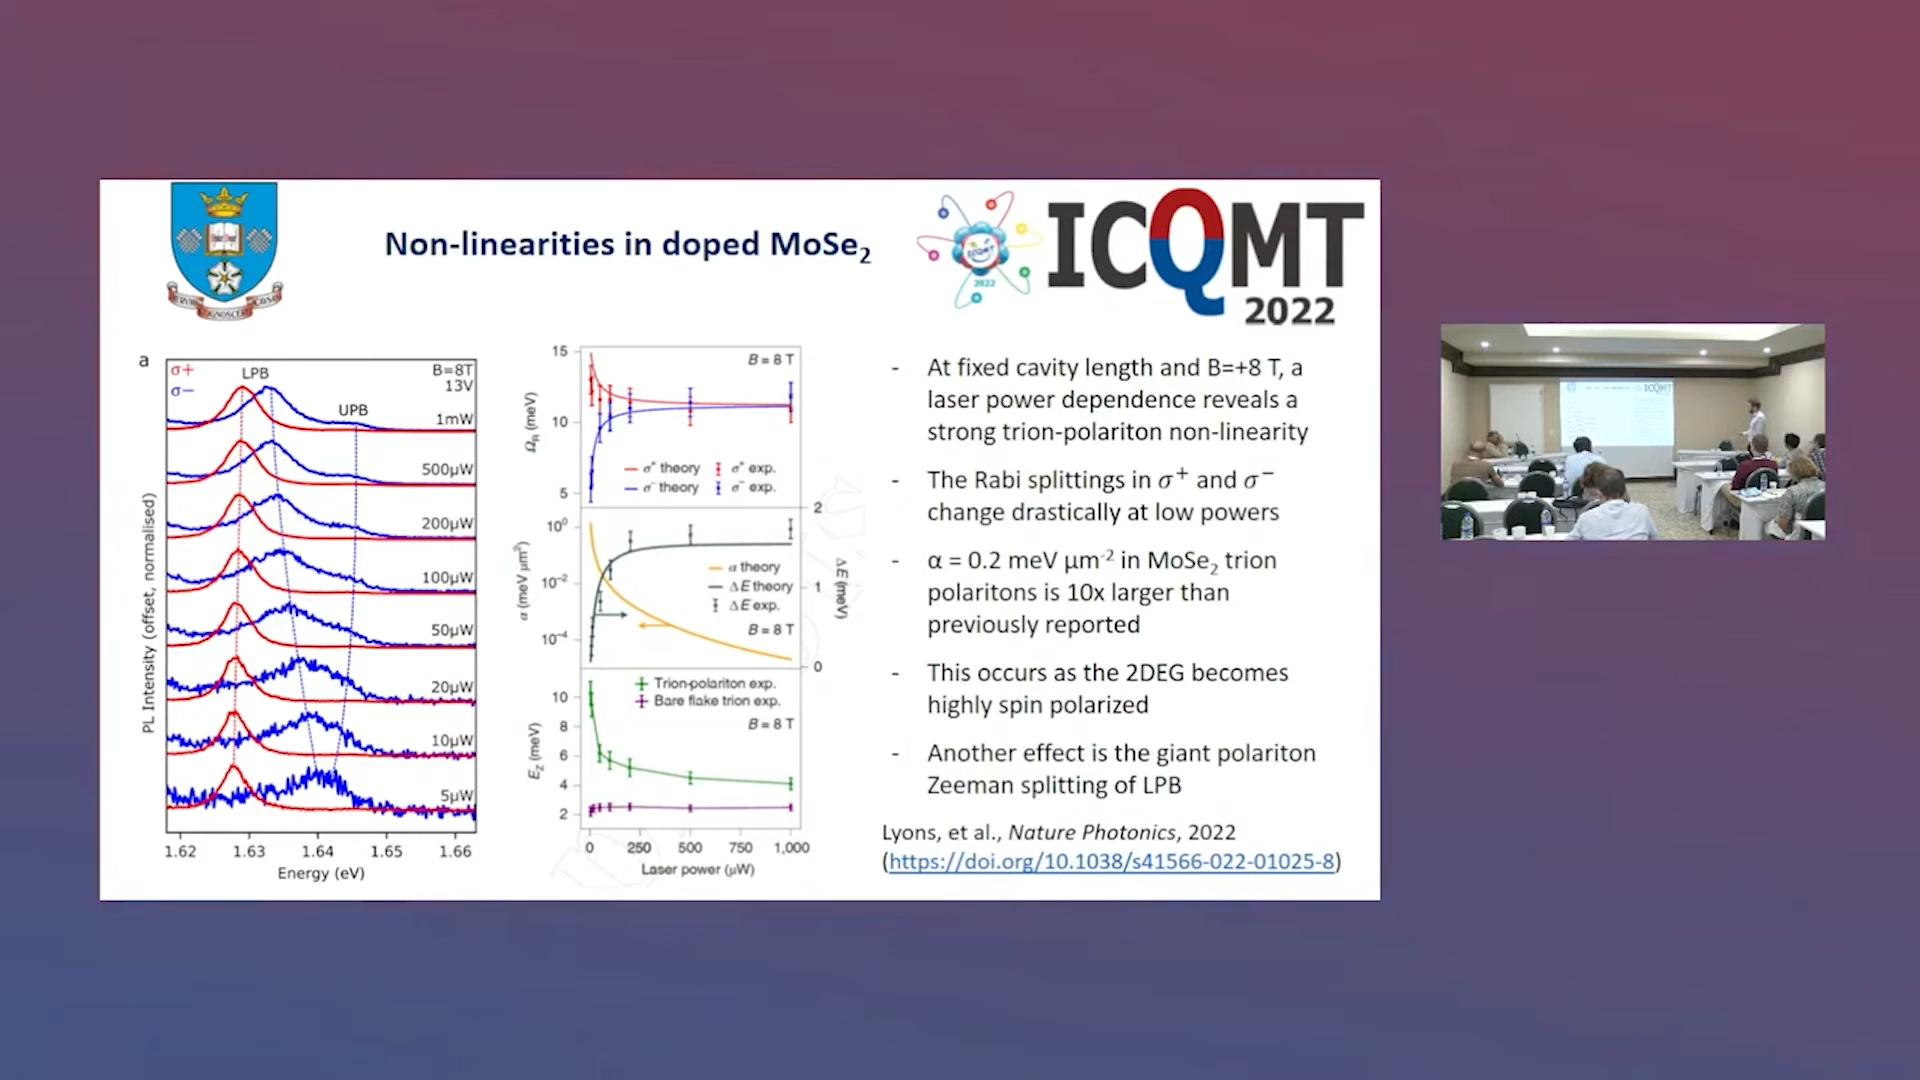 Non-linearities in doped MoSe2
ICQMT
2022
ICQMT
2022
a
σ+
σ−
LPB
UPB
B=8T
13V
1mW
500μW
200μW
100μW
50μW
20μW
10μW
5μW
PL Intensity (offset, normalised)
1.62 1.63 1.64 1.65 1.66
Energy (eV)
15
10
5
ΩR (meV)
B = 8 T
σ+ theory σ+ exp.
σ− theory σ− exp.
10^0
10^-2
10^-4
α (meV μm2)
α theory
ΔE theory
ΔE exp.
B = 8 T
2
1
0
ΔE (meV)
Trion-polariton exp.
Bare flake trion exp.
B = 8 T
10
8
6
4
2
EZ (meV)
0 250 500 750 1,000
Laser power (μW)
- At fixed cavity length and B=+8 T, a
laser power dependence reveals a
strong trion-polariton non-linearity
- The Rabi splittings in σ+ and σ−
change drastically at low powers
- α = 0.2 meV μm-2 in MoSe2 trion
polaritons is 10x larger than
previously reported
- This occurs as the 2DEG becomes
highly spin polarized
- Another effect is the giant polariton
Zeeman splitting of LPB
Lyons, et al., Nature Photonics, 2022
(https://doi.org/10.1038/s41566-022-01025-8)
ICQMT